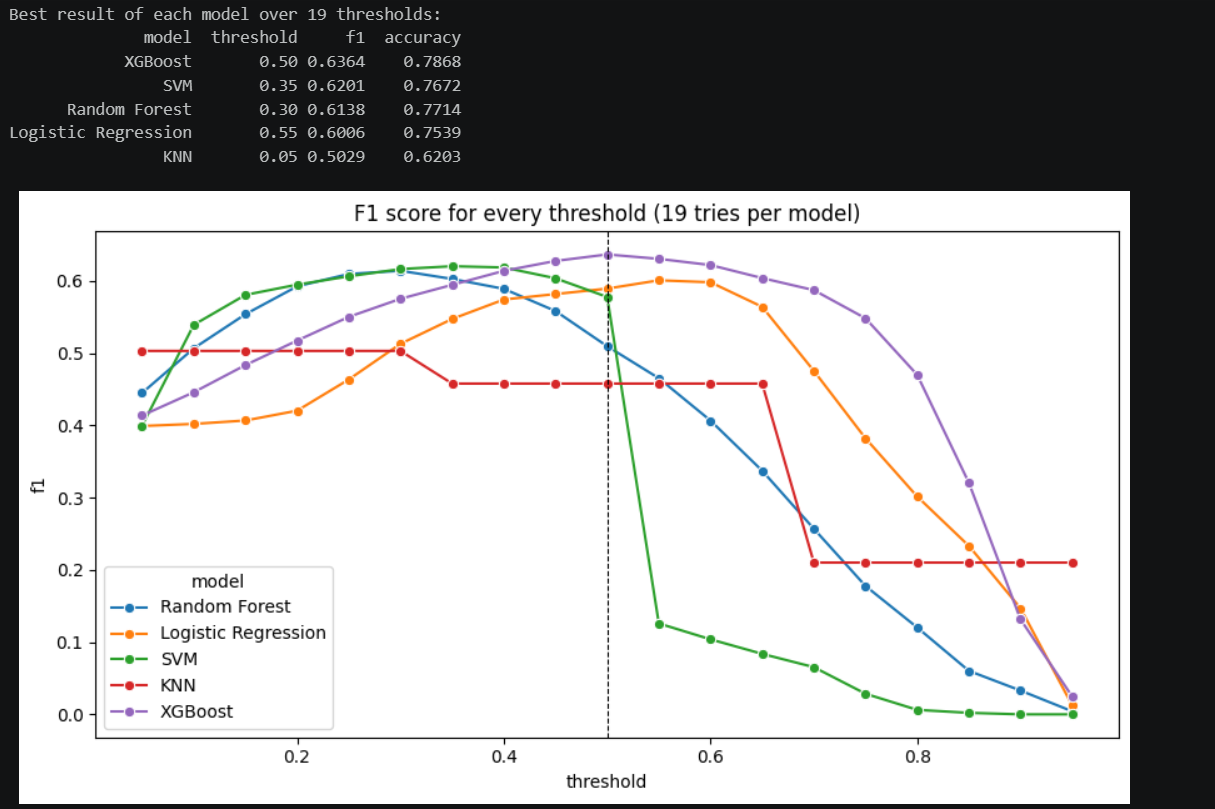 Best result of each model over 19 thresholds:
model threshold f1 accuracy
XGBoost 0.50 0.6364 0.7868
SVM 0.35 0.6201 0.7672
Random Forest 0.30 0.6138 0.7714
Logistic Regression 0.55 0.6006 0.7539
KNN 0.05 0.5029 0.6203
F1 score for every threshold (19 tries per model)
0.6
0.5
0.4
f1
0.3
0.2
0.1
0.0
model
Random Forest
Logistic Regression
SVM
KNN
XGBoost
0.2 0.4 0.6 0.8
threshold